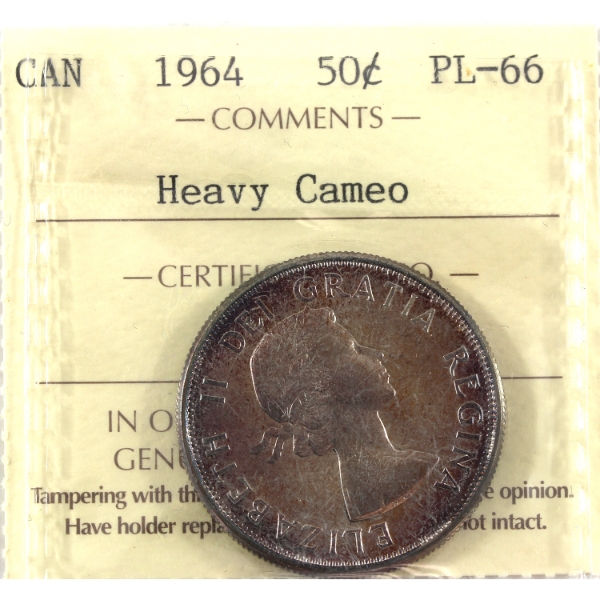 CAN 1964 50¢ PL-66
— COMMENTS —
Heavy Cameo
— CERTIFI O. —
IN O
GENU
Tampering with th e opinion.
Have holder repla not intact.
ELIZABETH II DEI GRATIA REGINA